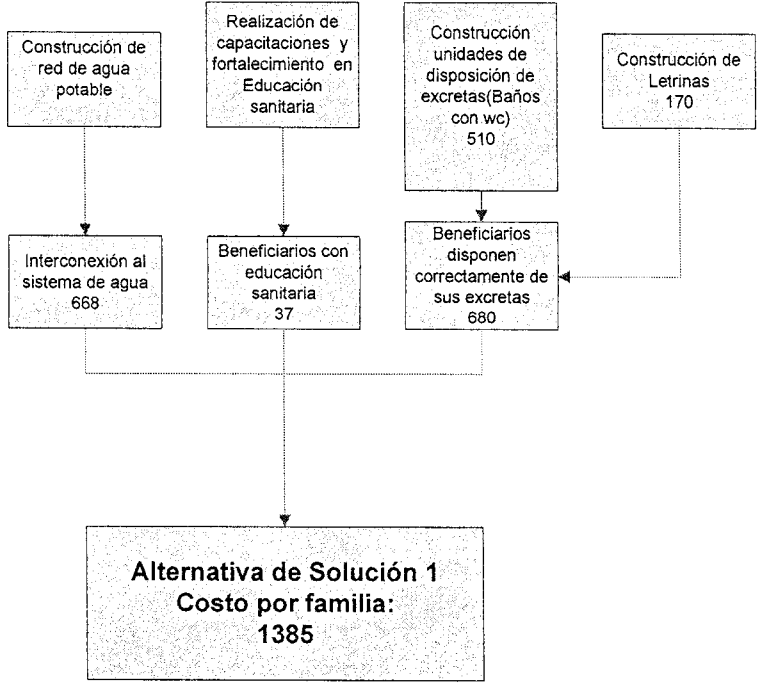 Construcción de
red de agua
potable
Realización de
capacitaciones y
fortalecimiento en
Educación
sanitaria
Construcción
unidades de
disposición de
excretas(Baños
con wc)
510
Construcción de
Letrinas
170
Interconexión al
sistema de agua
668
Beneficiarios con
educación
sanitaria
37
Beneficiarios
disponen
correctamente de
sus excretas
680
Alternativa de Solución 1
Costo por familia:
1385